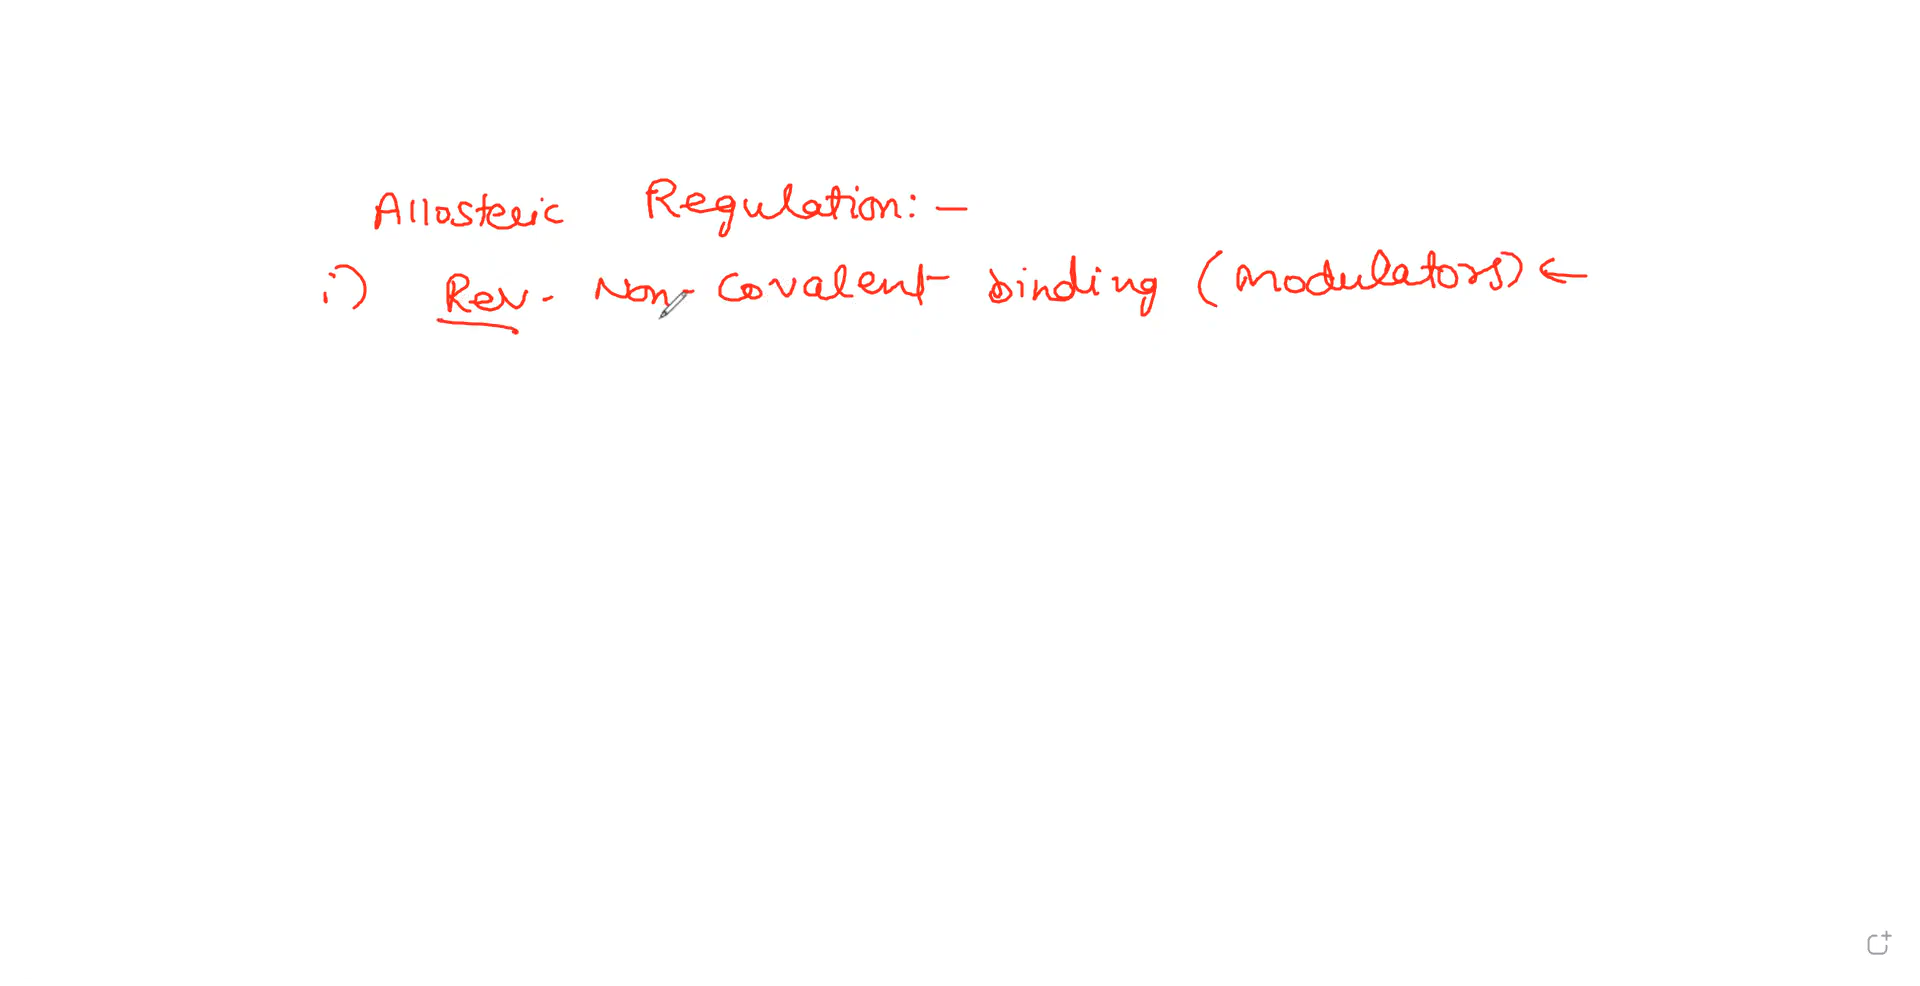 Allosteric Regulation:-
i) Rev. Non-Covalent binding (modulators) ←